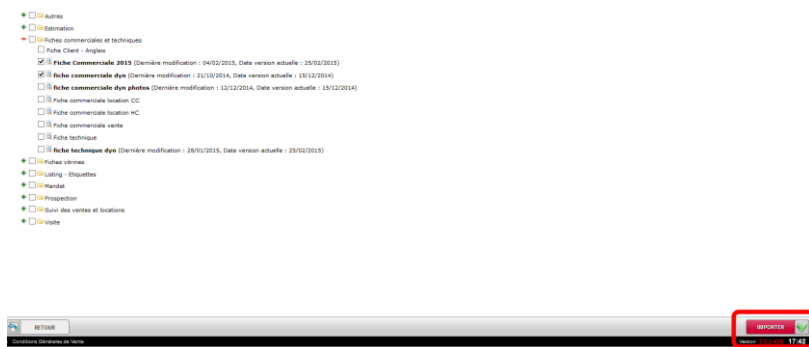 Autres
Estimation
Fiches commerciales et techniques
Fiche Client - Anglais
Fiche Commerciale 2015 (Dernière modification : 04/02/2015, Date version actuelle : 25/02/2015)
fiche commerciale dyn (Dernière modification : 21/10/2014, Date version actuelle : 15/12/2014)
fiche commerciale dyn photos (Dernière modification : 12/12/2014, Date version actuelle : 15/12/2014)
Fiche commerciale location CC
Fiche commerciale location HC
Fiche commerciale vente
Fiche technique
fiche technique dyn (Dernière modification : 28/01/2015, Date version actuelle : 25/02/2015)
Fiches vitrines
Listing - Etiquettes
Mandat
Prospection
Suivi des ventes et locations
Visite
RETOUR
IMPORTER
Conditions Générales de Vente
Version
17:42